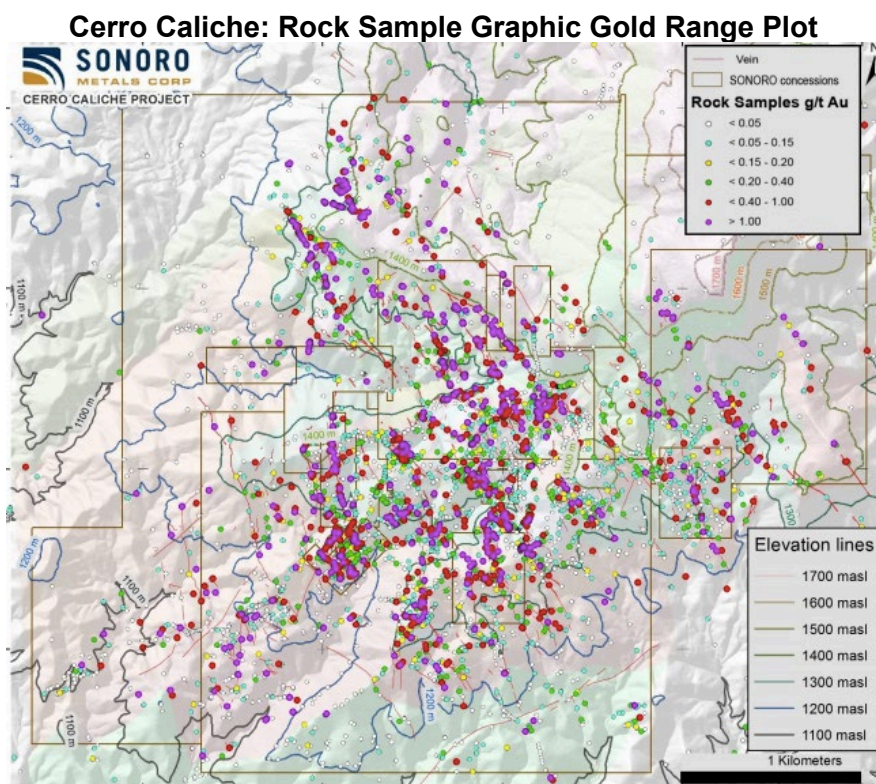 Cerro Caliche: Rock Sample Graphic Gold Range Plot
SONORO
METALS CORP
CERRO CALICHE PROJECT
N
Vein
SONORO concessions
Rock Samples g/t Au
< 0.05
< 0.05 - 0.15
< 0.15 - 0.20
< 0.20 - 0.40
< 0.40 - 1.00
> 1.00
1200 m
1400 m
1700 m
1600 m
1500 m
1100 m
1100 m
1400 m
1400 m
1300
1200 m
1100 m
1200 m
1100 m
Elevation lines
1700 masl
1600 masl
1500 masl
1400 masl
1300 masl
1200 masl
1100 masl
1 Kilometers